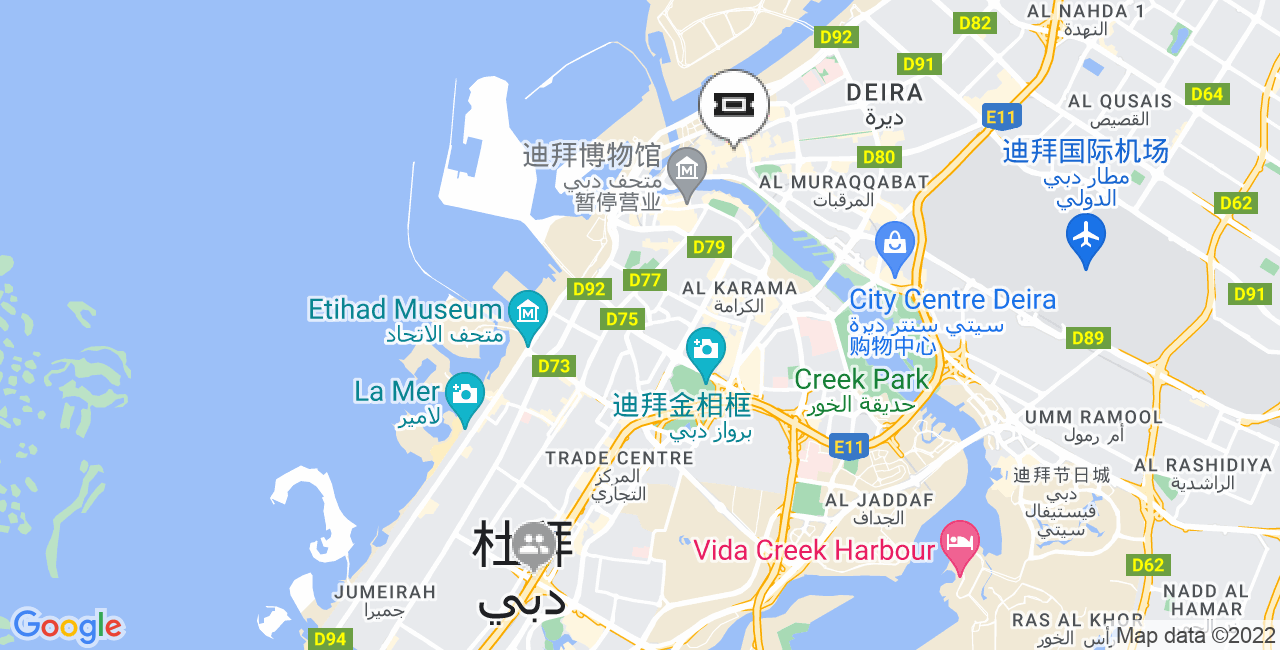 AL NAHDA 1
النهدة
D82
D92
D91
DEIRA
ديرة
D64
AL QUSAIS
القصيص
E11
迪拜博物馆
متحف دبي
暂停营业
D80
迪拜国际机场
مطار دبي
الدولي
AL MURAQQABAT
المرقبات
D62
D79
D77
D92
AL KARAMA
الكرامة
City Centre Deira
سيتي سنتر ديرة
购物中心
D91
Etihad Museum
متحف الاتحاد
D75
D89
D73
La Mer
لامير
Creek Park
حديقة الخور
迪拜金相框
برواز دبي
UMM RAMOOL
أم رمول
E11
TRADE CENTRE
المركز
التجاري
AL RASHIDIYA
الراشدية
迪拜节日城
دبي
فيستيفال
سيتي
AL JADDAF
الجداف
杜拜
دبي
Vida Creek Harbour
D62
JUMEIRAH
جميرا
NADD AL
HAMAR
RAS AL KHOR
رأس الخور
Google
D94
Map data ©2022